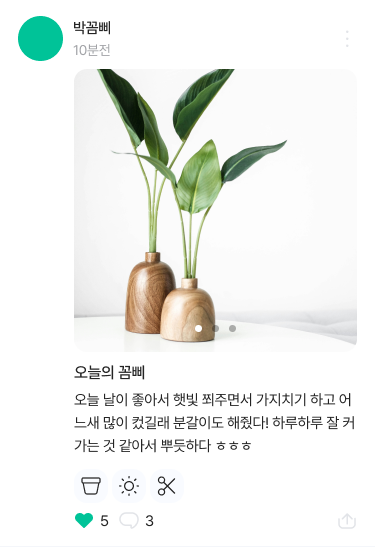 박꼼삐
10분전
오늘의 꼼삐
오늘 날이 좋아서 햇빛 쬐주면서 가지치기 하고 어
느새 많이 컸길래 분갈이도 해줬다! 하루하루 잘 커
가는 것 같아서 뿌듯하다 ㅎㅎㅎ
5
3